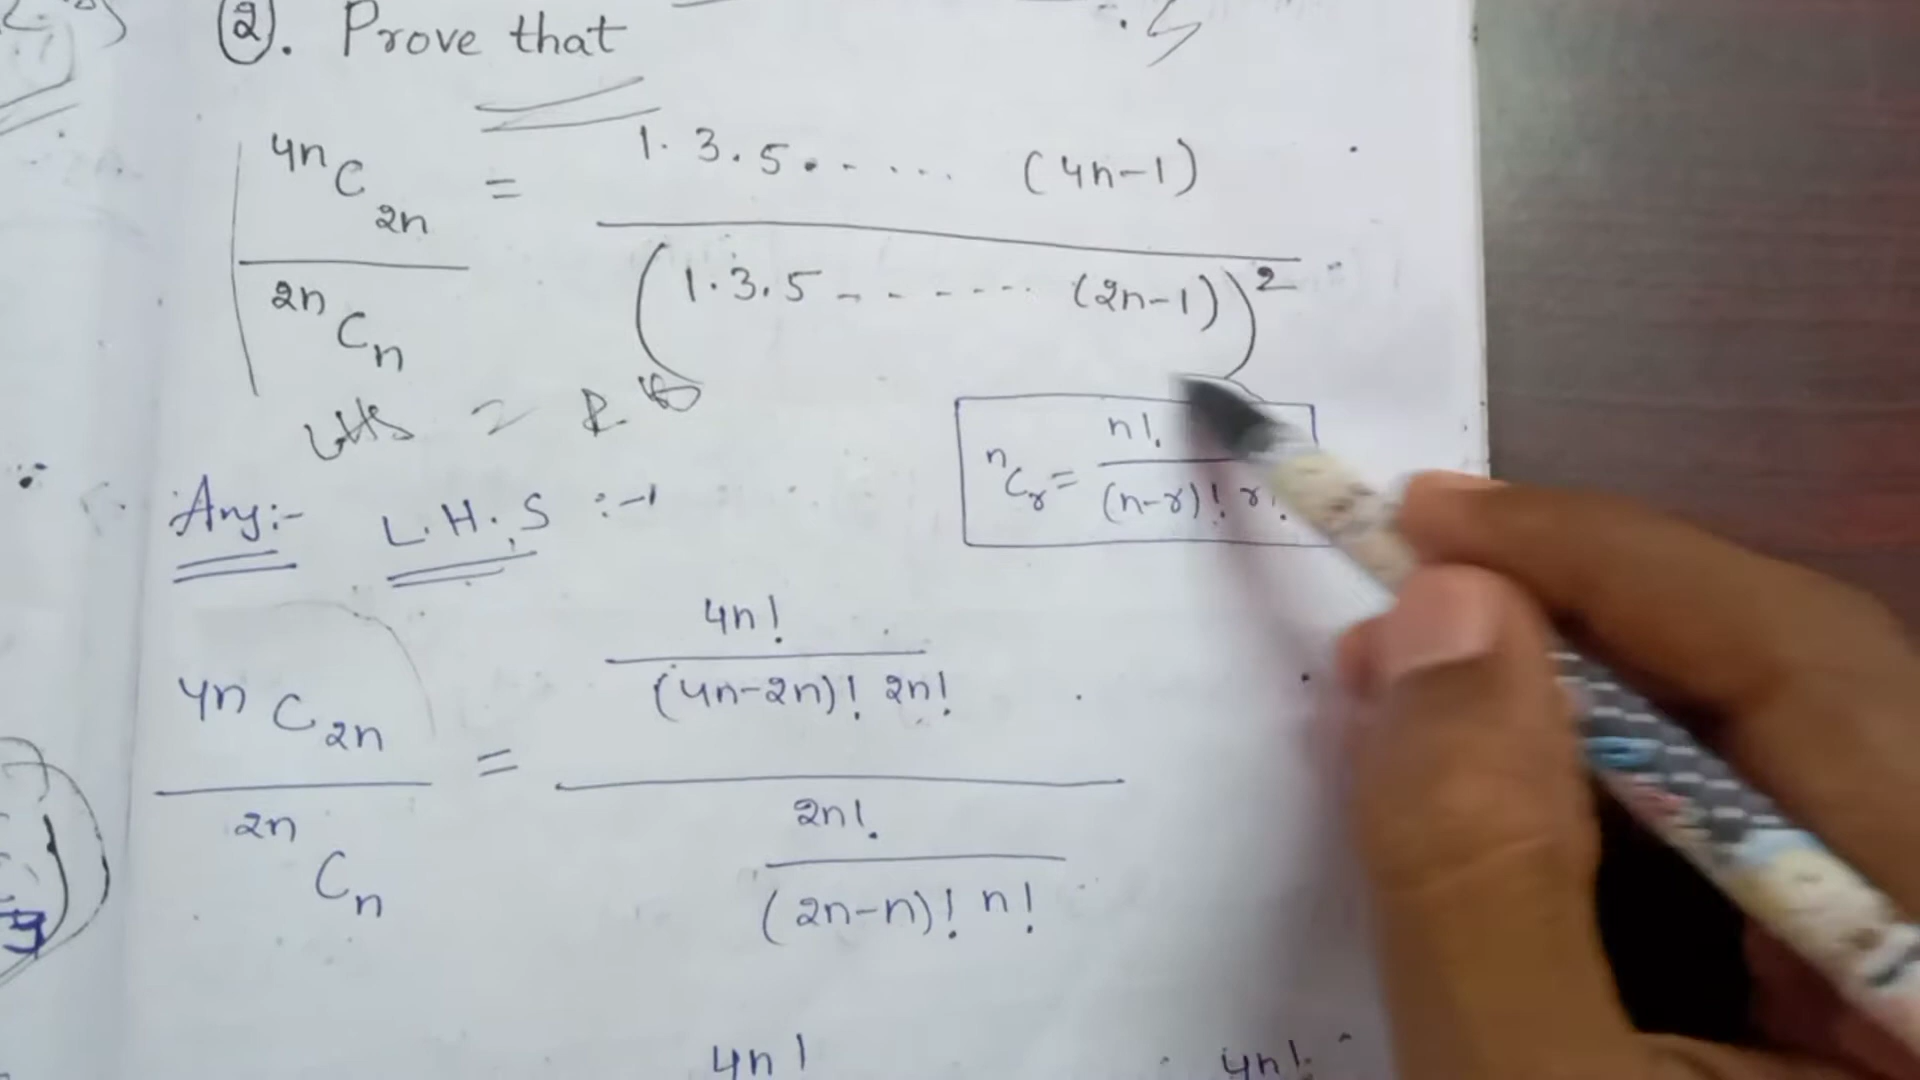 ②. Prove that
4nC2n / 2nCn = 1.3.5..... (4n-1) / (1.3.5------- (2n-1))²
LHS = R
nCr = n! / (n-r)! r!
Ans:- L.H.S :-
4nC2n / 2nCn = 4n! / (4n-2n)! 2n! / 2n! / (2n-n)! n!
4n! 4n!